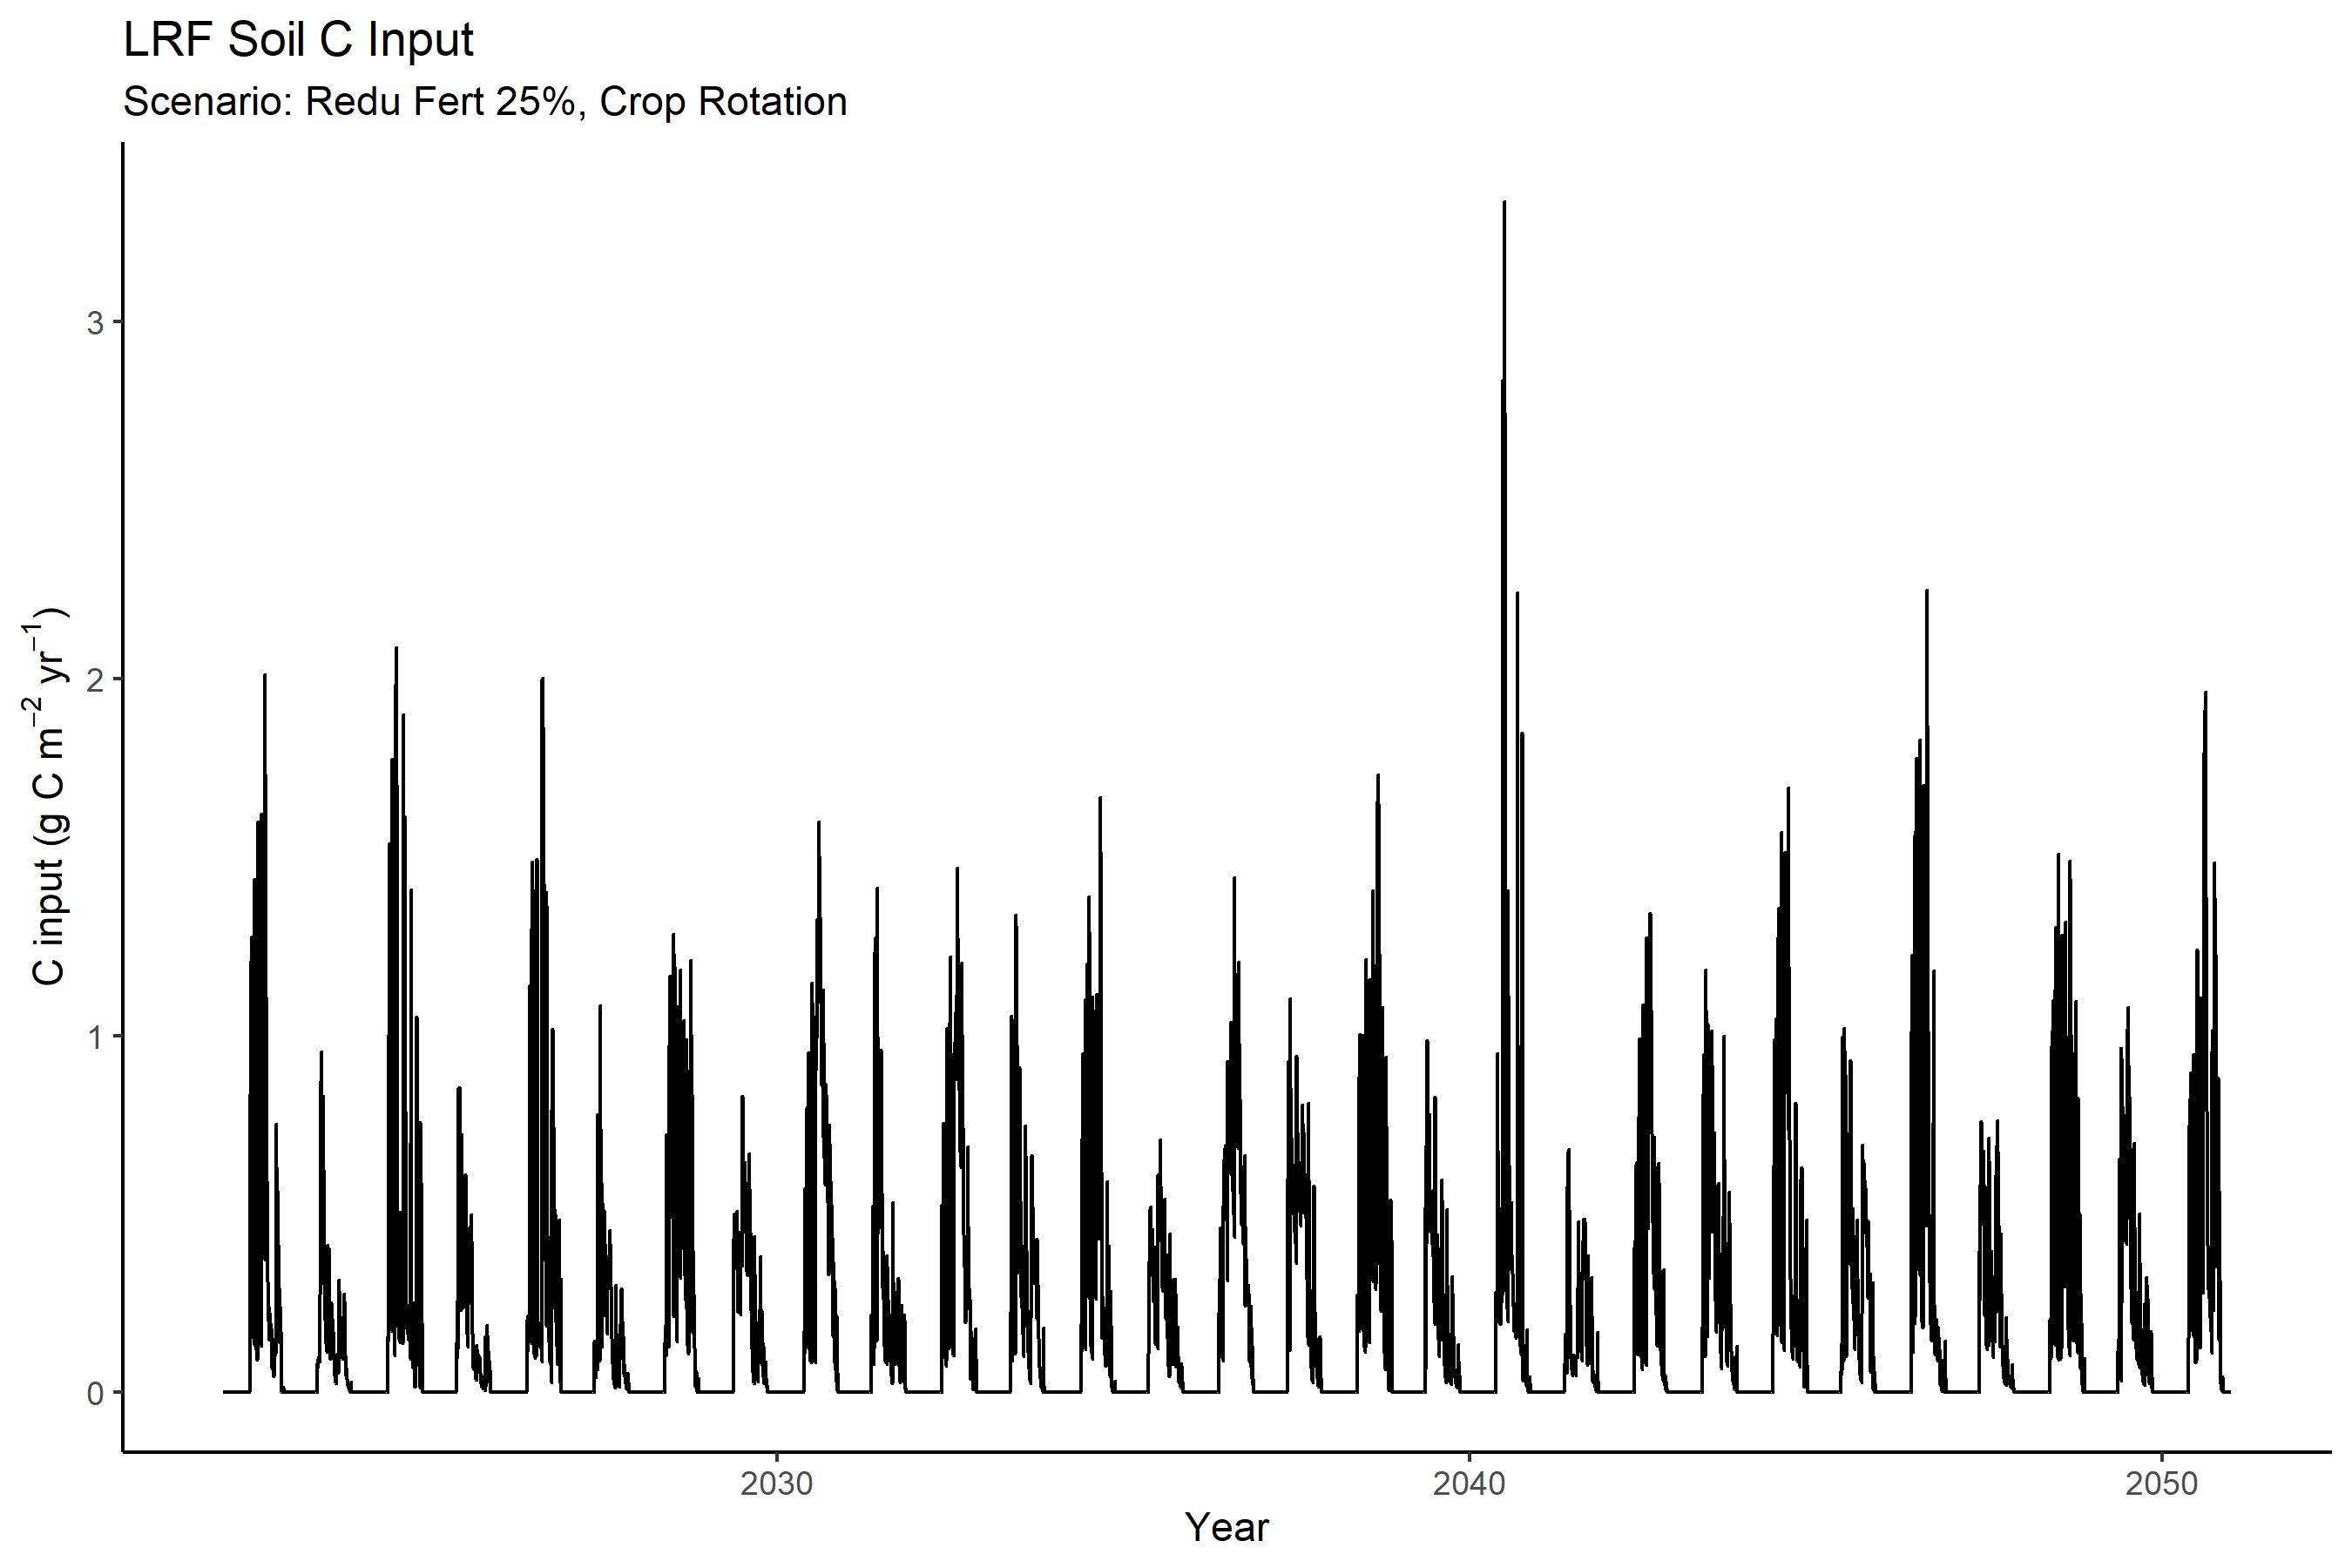 LRF Soil C Input
Scenario: Redu Fert 25%, Crop Rotation
C input (g C m⁻² yr⁻¹)
3
2
1
0
2030 2040 2050
Year